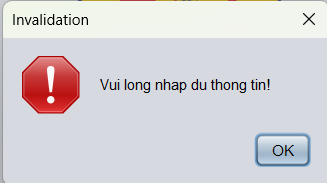 Invalidation
Vui long nhap du thong tin!
OK